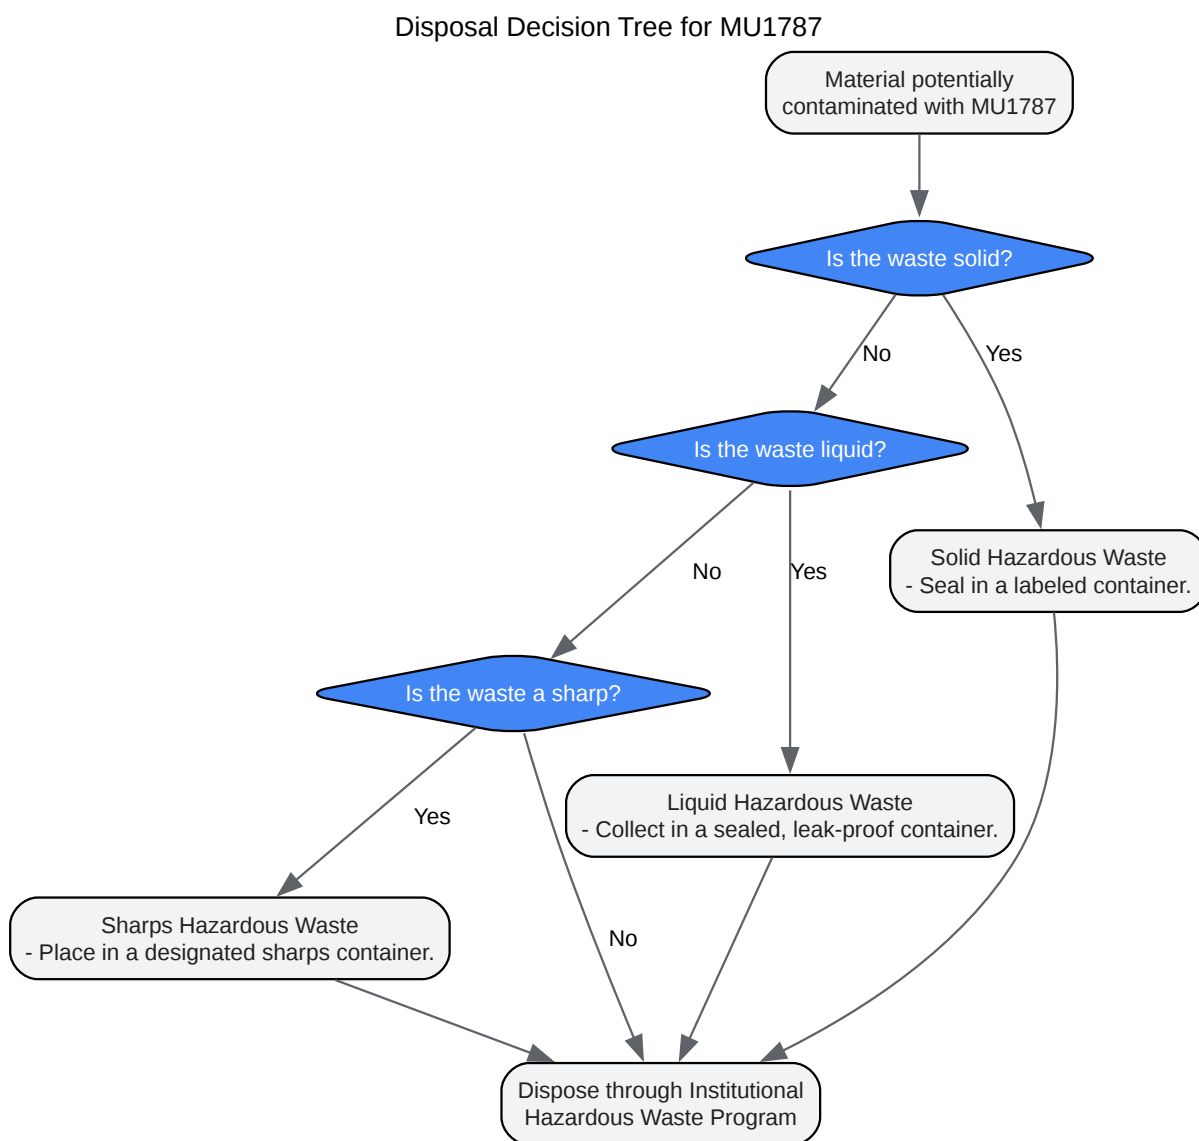 Disposal Decision Tree for MU1787
Material potentially
contaminated with MU1787
Is the waste solid?
No
Yes
Is the waste liquid?
No
Yes
Solid Hazardous Waste
- Seal in a labeled container.
Is the waste a sharp?
Yes
Liquid Hazardous Waste
- Collect in a sealed, leak-proof container.
Sharps Hazardous Waste
- Place in a designated sharps container.
No
Dispose through Institutional
Hazardous Waste Program